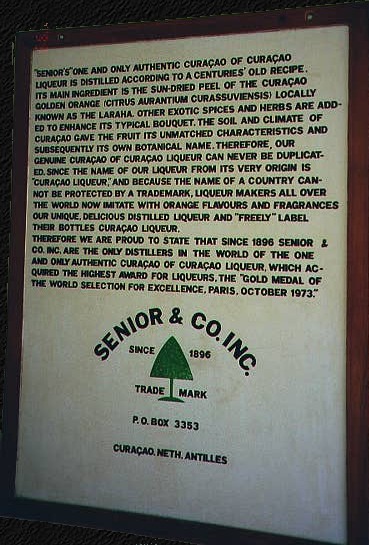 "SENIOR'S" ONE AND ONLY AUTHENTIC CURAÇAO OF CURAÇAO
LIQUEUR IS DISTILLED ACCORDING TO A CENTURIES' OLD RECIPE.
ITS MAIN INGREDIENT IS THE SUN-DRIED PEEL OF THE CURAÇAO
GOLDEN ORANGE (CITRUS AURANTIUM CURASSUVIENSIS) LOCALLY
KNOWN AS THE LARAHA. OTHER EXOTIC SPICES AND HERBS ARE ADD-
ED TO ENHANCE ITS TYPICAL BOUQUET. THE SOIL AND CLIMATE OF
CURAÇAO GAVE THE FRUIT ITS UNMATCHED CHARACTERISTICS AND
SUBSEQUENTLY ITS OWN BOTANICAL NAME. THEREFORE, OUR
GENUINE CURAÇAO OF CURAÇAO LIQUEUR CAN NEVER BE DUPLICAT-
ED. SINCE THE NAME OF OUR LIQUEUR FROM ITS VERY ORIGIN IS
"CURAÇAO LIQUEUR," AND BECAUSE THE NAME OF A COUNTRY CAN-
NOT BE PROTECTED BY A TRADEMARK, LIQUEUR MAKERS ALL OVER
THE WORLD NOW IMITATE WITH ORANGE FLAVOURS AND FRAGRANCES
OUR UNIQUE, DELICIOUS DISTILLED LIQUEUR AND "FREELY" LABEL
THEIR BOTTLES CURAÇAO LIQUEUR.
THEREFORE WE ARE PROUD TO STATE THAT SINCE 1896 SENIOR &
CO. INC. ARE THE ONLY DISTILLERS IN THE WORLD OF THE ONE
AND ONLY AUTHENTIC CURAÇAO OF CURAÇAO LIQUEUR, WHICH AC-
QUIRED THE HIGHEST AWARD FOR LIQUEURS, THE "GOLD MEDAL OF
THE WORLD SELECTION FOR EXCELLENCE, PARIS, OCTOBER 1973."
SENIOR & CO. INC.
SINCE 1896
TRADE MARK
P.O. BOX 3353
CURAÇAO. NETH. ANTILLES